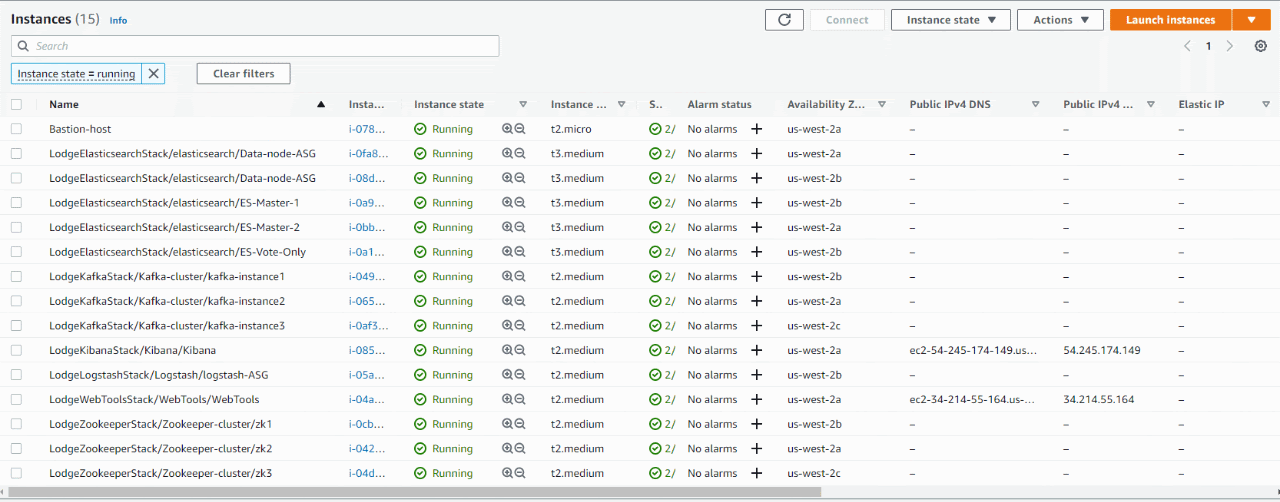 Instances (15) Info Connect Instance state Actions Launch instances
Search
1
Instance state = running Clear filters
Name Insta... Instance state Instance ... S.. Alarm status Availability Z... Public IPv4 DNS Public IPv4 ... Elastic IP
Bastion-host i-078... Running t2.micro 2/ No alarms us-west-2a – – –
LodgeElasticsearchStack/elasticsearch/Data-node-ASG i-0fa8... Running t3.medium 2/ No alarms us-west-2a – – –
LodgeElasticsearchStack/elasticsearch/Data-node-ASG i-08d... Running t3.medium 2/ No alarms us-west-2b – – –
LodgeElasticsearchStack/elasticsearch/ES-Master-1 i-0a9... Running t3.medium 2/ No alarms us-west-2b – – –
LodgeElasticsearchStack/elasticsearch/ES-Master-2 i-0bb... Running t3.medium 2/ No alarms us-west-2a – – –
LodgeElasticsearchStack/elasticsearch/ES-Vote-Only i-0a1... Running t3.medium 2/ No alarms us-west-2b – – –
LodgeKafkaStack/Kafka-cluster/kafka-instance1 i-049... Running t2.medium 2/ No alarms us-west-2b – – –
LodgeKafkaStack/Kafka-cluster/kafka-instance2 i-065... Running t2.medium 2/ No alarms us-west-2a – – –
LodgeKafkaStack/Kafka-cluster/kafka-instance3 i-0af3... Running t2.medium 2/ No alarms us-west-2c – – –
LodgeKibanaStack/Kibana/Kibana i-085... Running t2.medium 2/ No alarms us-west-2a ec2-54-245-174-149.us... 54.245.174.149 –
LodgeLogstashStack/Logstash/logstash-ASG i-05a... Running t2.medium 2/ No alarms us-west-2b – – –
LodgeWebToolsStack/WebTools/WebTools i-04a... Running t2.medium 2/ No alarms us-west-2a ec2-34-214-55-164.us-... 34.214.55.164 –
LodgeZookeeperStack/Zookeeper-cluster/zk1 i-0cb... Running t2.medium 2/ No alarms us-west-2b – – –
LodgeZookeeperStack/Zookeeper-cluster/zk2 i-042... Running t2.medium 2/ No alarms us-west-2a – – –
LodgeZookeeperStack/Zookeeper-cluster/zk3 i-04d... Running t2.medium 2/ No alarms us-west-2c – – –